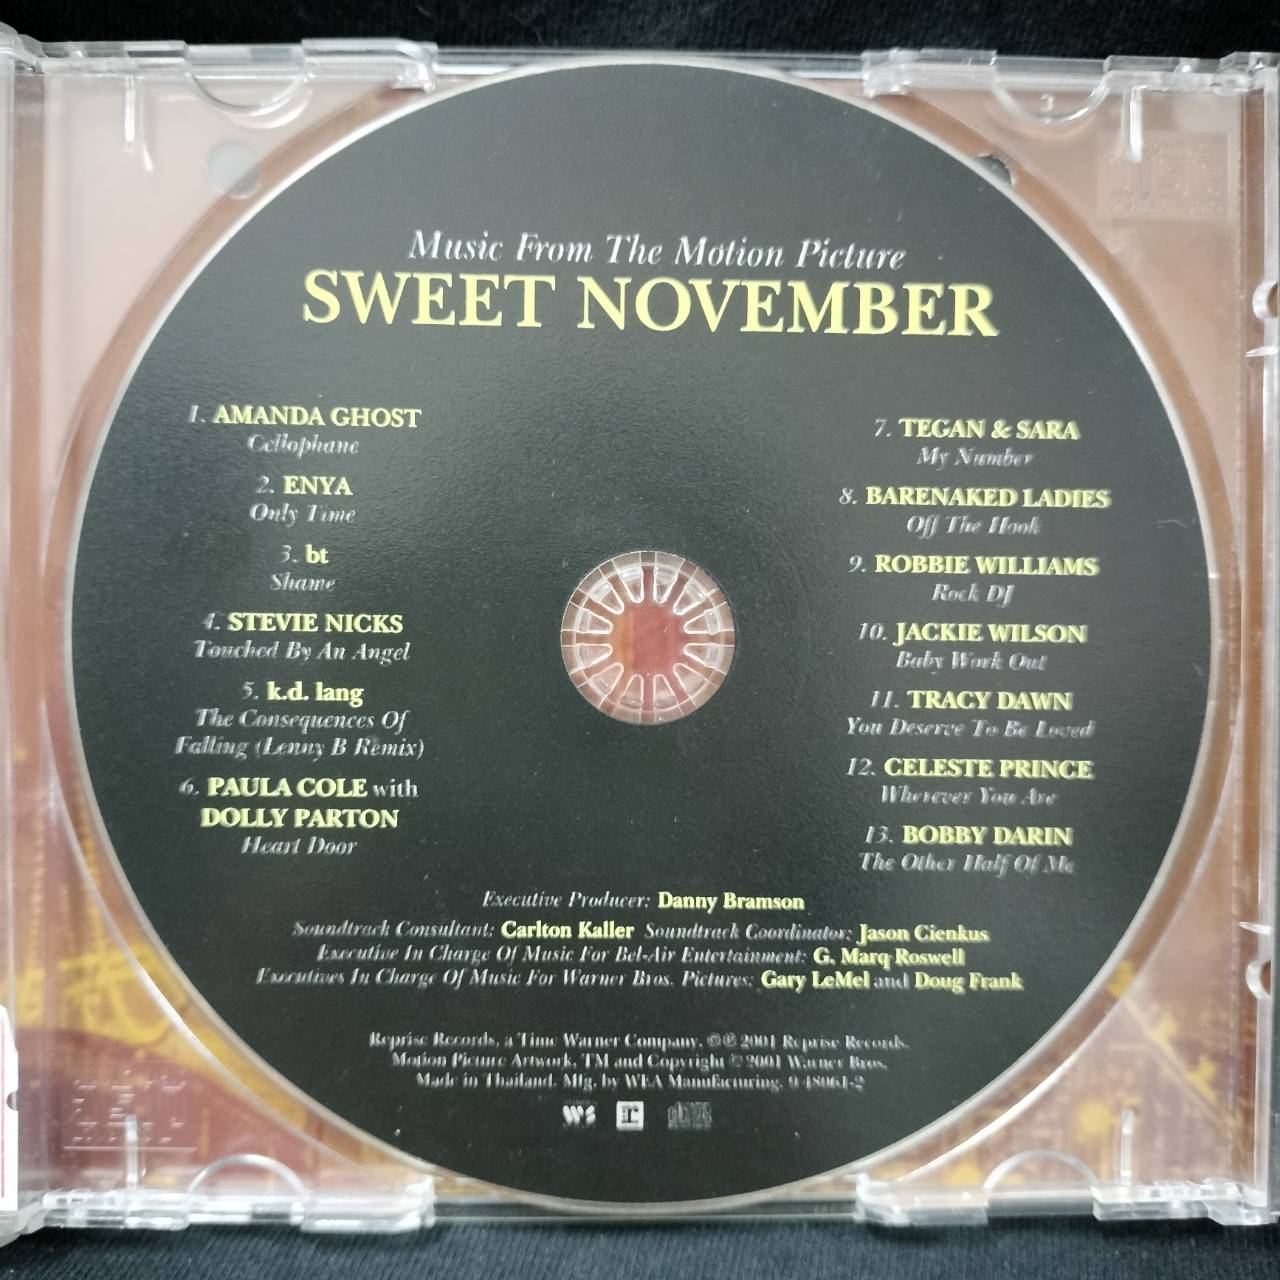 Music From The Motion Picture
SWEET NOVEMBER
1. AMANDA GHOST
Cellophane
2. ENYA
Only Time
3. bt
Shame
4. STEVIE NICKS
Touched By An Angel
5. k.d. lang
The Consequences Of
Falling (Lenny B Remix)
6. PAULA COLE with
DOLLY PARTON
Heart Door
7. TEGAN & SARA
My Number
8. BARENAKED LADIES
Off The Hook
9. ROBBIE WILLIAMS
Rock DJ
10. JACKIE WILSON
Baby Work Out
11. TRACY DAWN
You Deserve To Be Loved
12. CELESTE PRINCE
Wherever You Are
13. BOBBY DARIN
The Other Half Of Me
Executive Producer: Danny Bramson
Soundtrack Consultant: Carlton Kaller Soundtrack Coordinator: Jason Cienkus
Executive In Charge Of Music For Bel-Air Entertainment: G. Marq Roswell
Executives In Charge Of Music For Warner Bros. Pictures: Gary LeMel and Doug Frank
Reprise Records, a Time Warner Company. ©℗ 2001 Reprise Records.
Motion Picture Artwork, TM and Copyright © 2001 Warner Bros.
Made in Thailand. Mfg. by WEA Manufacturing. 9 48061-2